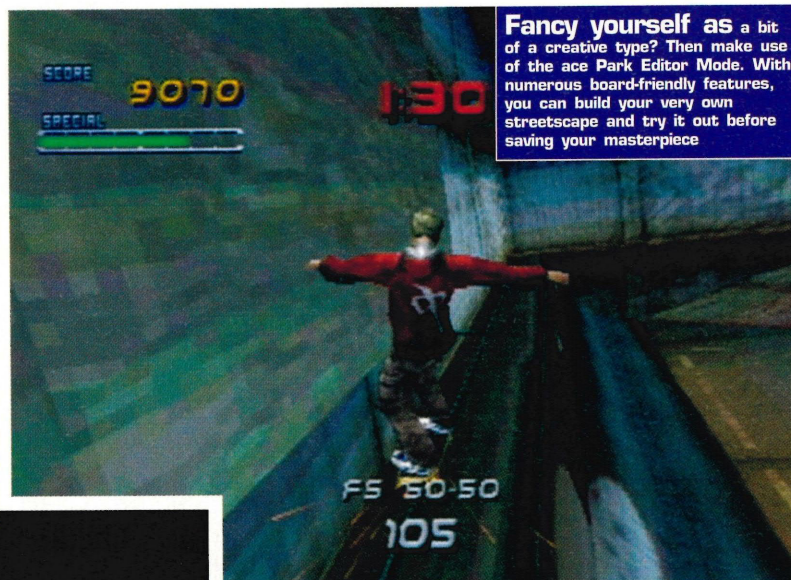 Fancy yourself as a bit
of a creative type? Then make use
of the ace Park Editor Mode. With
numerous board-friendly features,
you can build your very own
streetscape and try it out before
saving your masterpiece
SCORE
9070
1:30
SPECIAL
FS 50-50
105